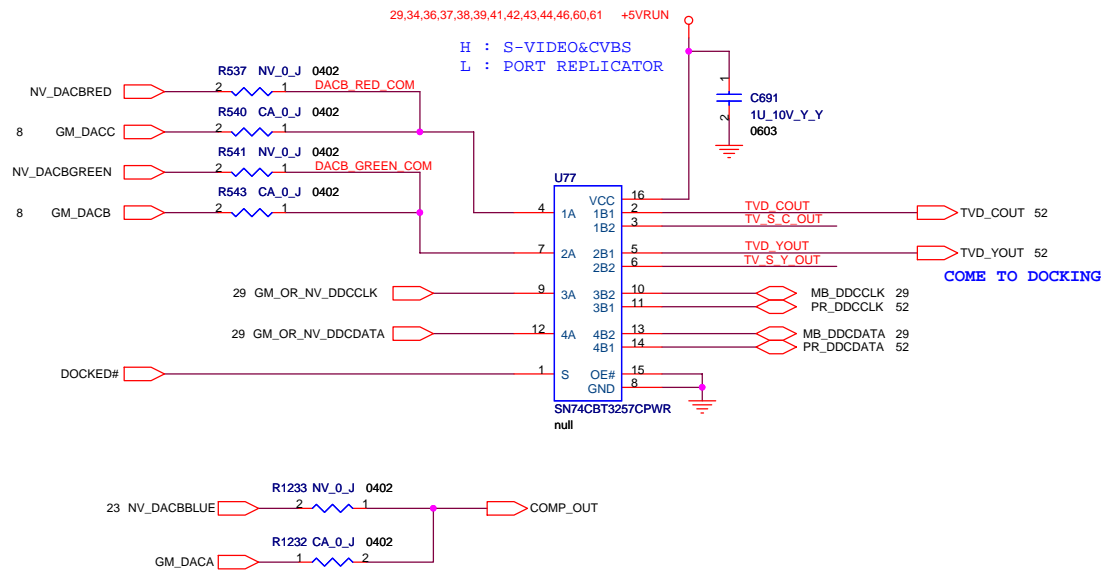 29,34,36,37,38,39,41,42,43,44,46,60,61 +5VRUN
H : S-VIDEO&CVBS
L : PORT REPLICATOR
R537 NV_0_J 0402
NV_DACBRED 2 1 DACB_RED_COM
R540 CA_0_J 0402
8 GM_DACC 2 1
R541 NV_0_J 0402
NV_DACBGREEN 2 1 DACB_GREEN_COM
R543 CA_0_J 0402
8 GM_DACB 2 1
1
C691
1U_10V_Y_Y
2
0603
U77
VCC 16
4 1A 1B1 2 TVD_COUT TVD_COUT 52
1B2 3 TV_S_C_OUT
7 2A 2B1 5 TVD_YOUT TVD_YOUT 52
2B2 6 TV_S_Y_OUT
COME TO DOCKING
29 GM_OR_NV_DDCCLK 9 3A 3B2 10 MB_DDCCLK 29
3B1 11 PR_DDCCLK 52
29 GM_OR_NV_DDCDATA 12 4A 4B2 13 MB_DDCDATA 29
4B1 14 PR_DDCDATA 52
DOCKED# 1 S OE# 15
GND 8
SN74CBT3257CPWR
null
R1233 NV_0_J 0402
23 NV_DACBBLUE 2 1 COMP_OUT
R1232 CA_0_J 0402
GM_DACA 1 2